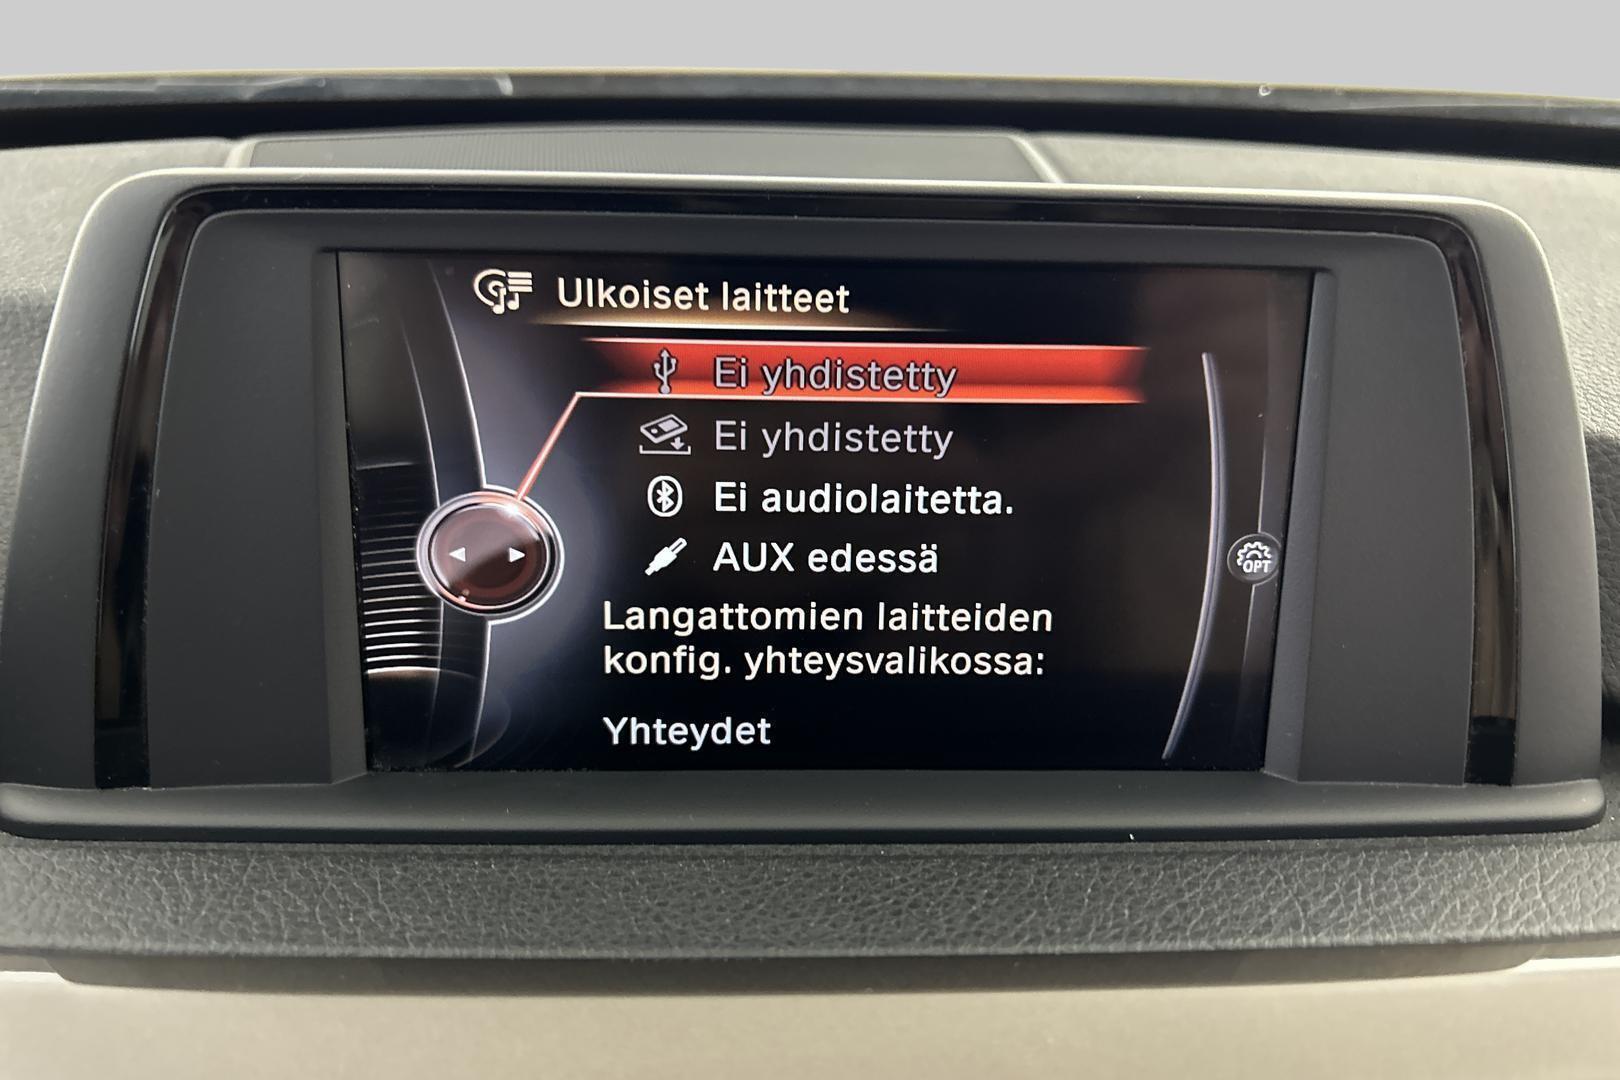 Ulkoiset laitteet
Ei yhdistetty
Ei yhdistetty
Ei audiolaitetta.
AUX edessä
Langattomien laitteiden
konfig. yhteysvalikossa:
Yhteydet
OPT